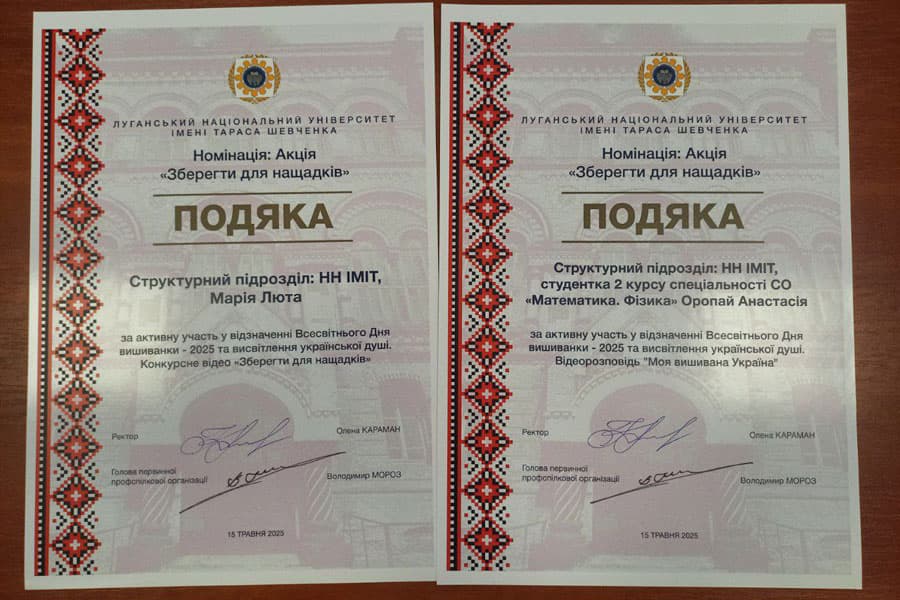 ЛУГАНСЬКИЙ НАЦІОНАЛЬНИЙ УНІВЕРСИТЕТ
ІМЕНІ ТАРАСА ШЕВЧЕНКА
Номінація: Акція
«Зберегти для нащадків»
ПОДЯКА
Структурний підрозділ: НН ІМІТ,
Марія Люта
за активну участь у відзначенні Всесвітнього Дня
вишиванки - 2025 та висвітлення української душі.
Конкурсне відео «Зберегти для нащадків»
Ректор
Олена КАРАМАН
Голова первинної
профспілкової організації
Володимир МОРОЗ
15 ТРАВНЯ 2025
ЛУГАНСЬКИЙ НАЦІОНАЛЬНИЙ УНІВЕРСИТЕТ
ІМЕНІ ТАРАСА ШЕВЧЕНКА
Номінація: Акція
«Зберегти для нащадків»
ПОДЯКА
Структурний підрозділ: НН ІМІТ,
студентка 2 курсу спеціальності СО
«Математика. Фізика» Оропай Анастасія
за активну участь у відзначенні Всесвітнього Дня
вишиванки - 2025 та висвітлення української душі.
Відеорозповідь "Моя вишивана Україна"
Ректор
Олена КАРАМАН
Голова первинної
профспілкової організації
Володимир МОРОЗ
15 ТРАВНЯ 2025